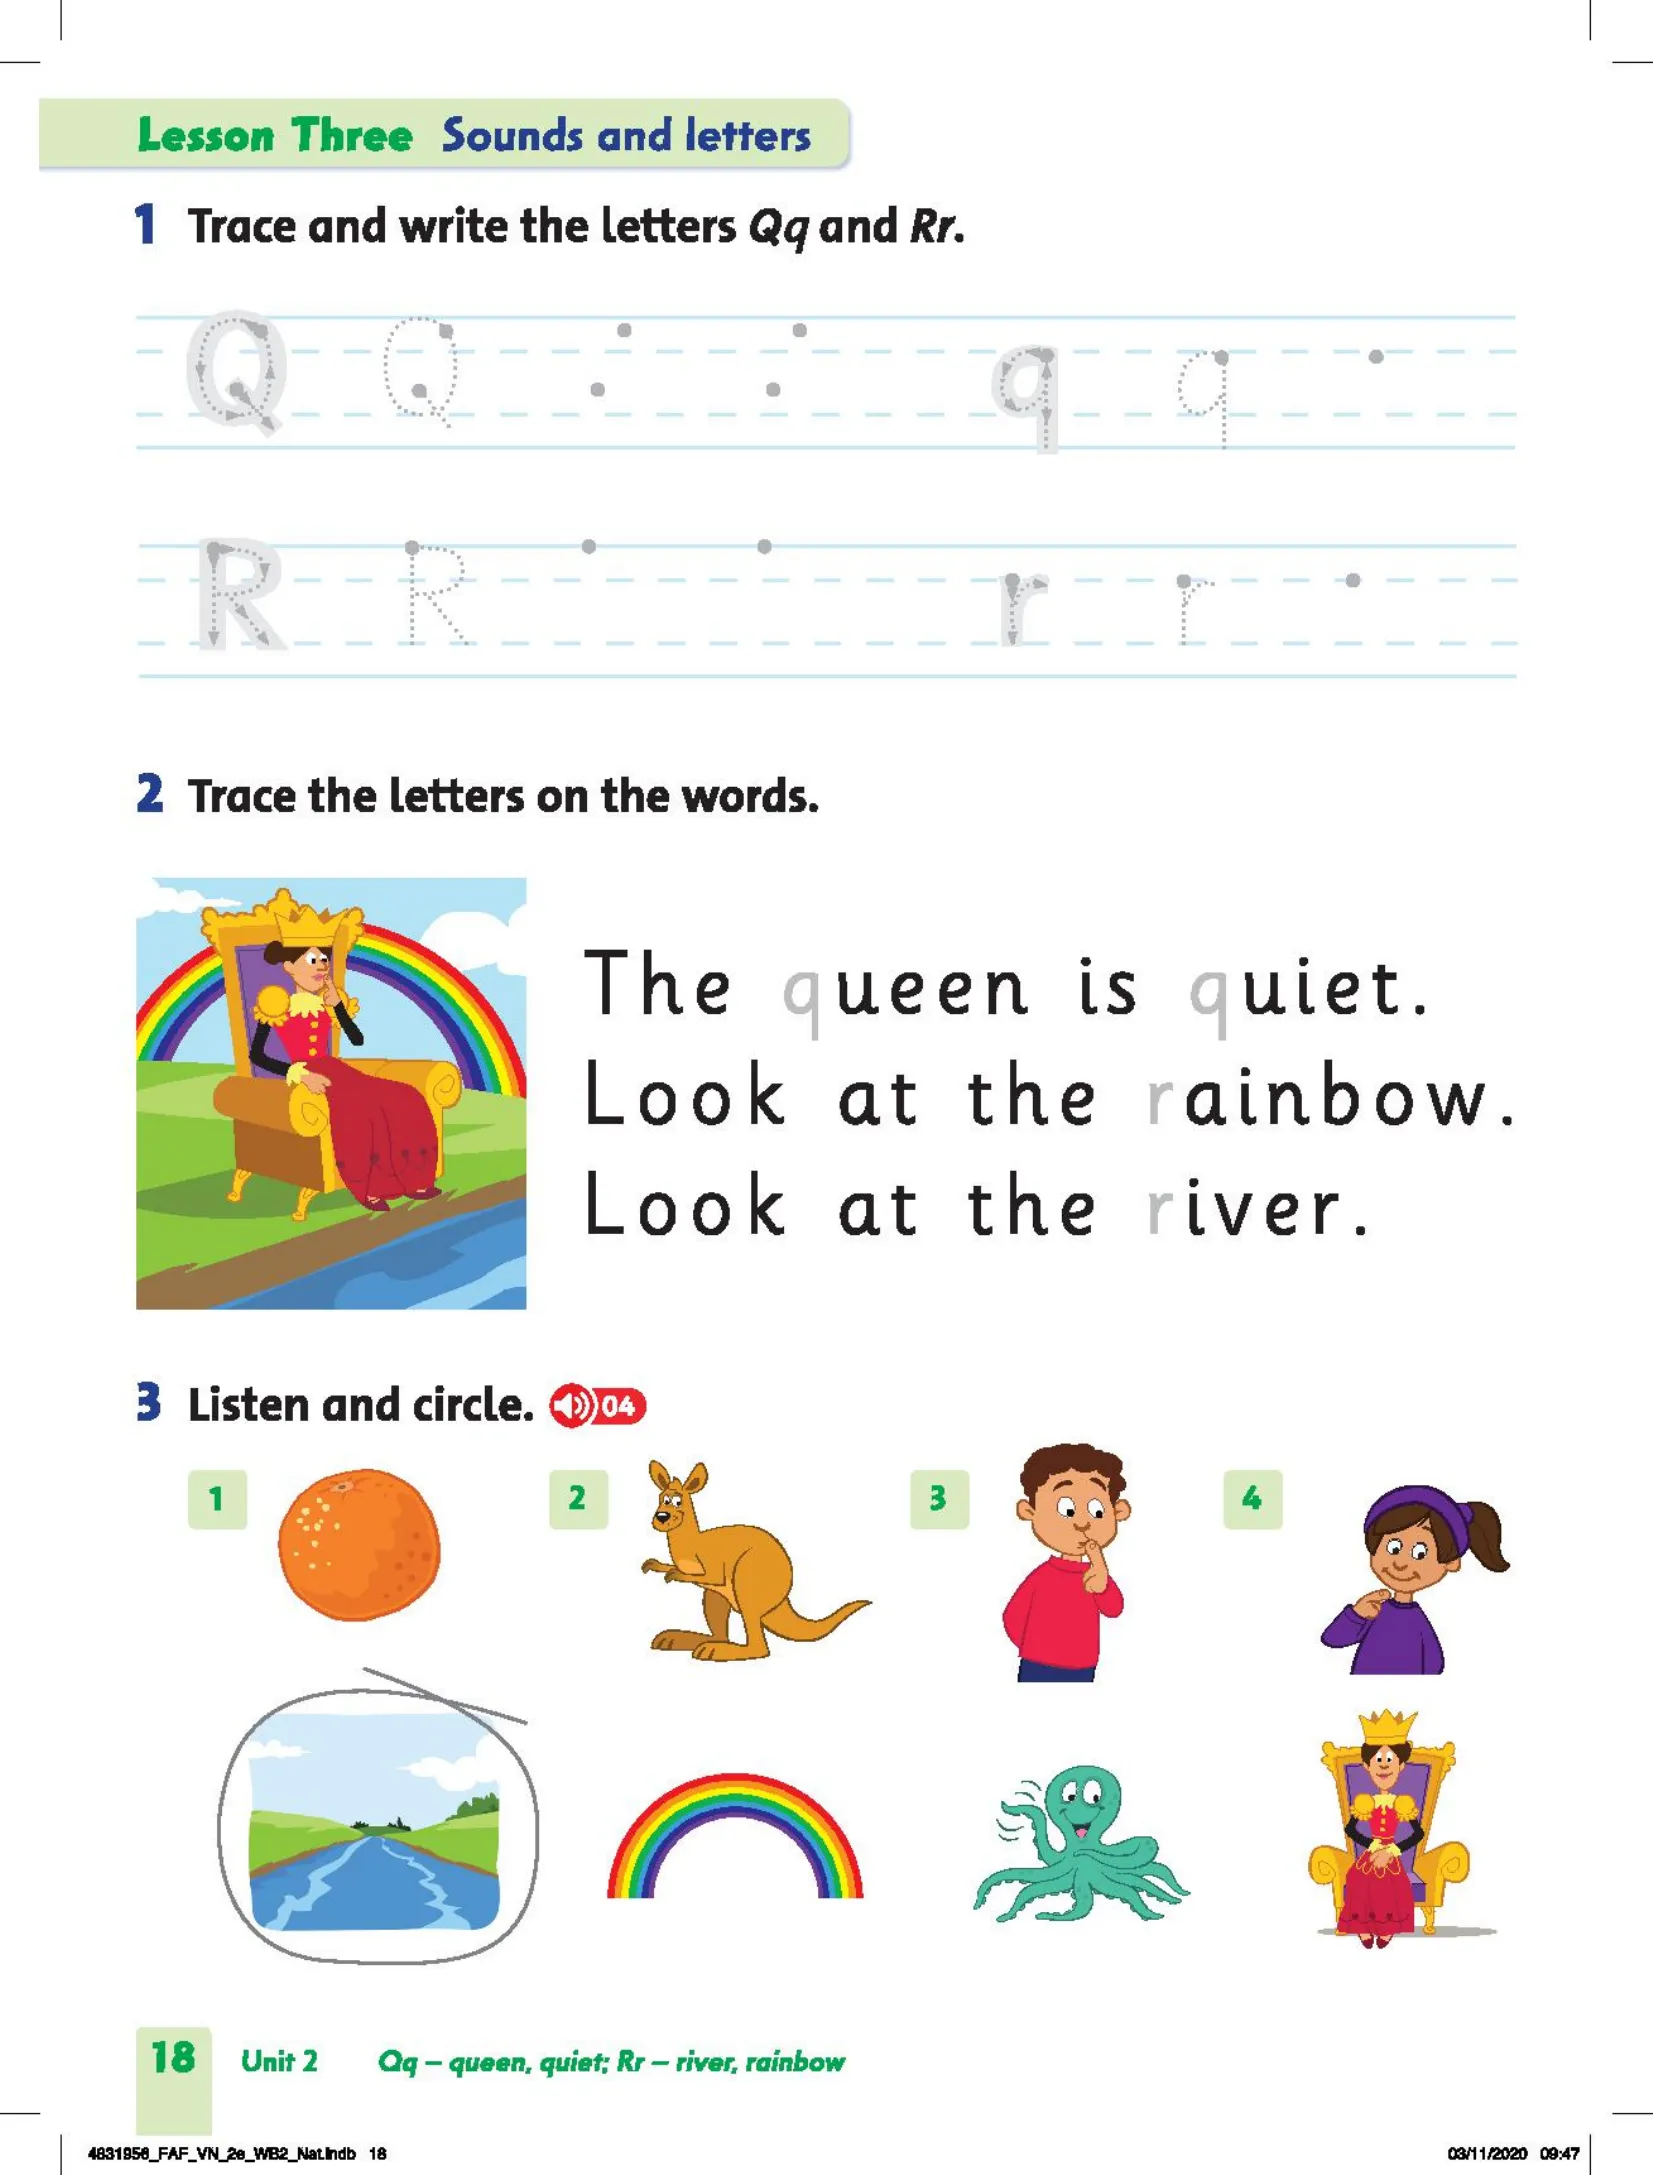 Lesson Three Sounds and letters
1 Trace and write the letters Qq and Rr.
Q Q q q
R R r r
2 Trace the letters on the words.
The queen is quiet.
Look at the rainbow.
Look at the river.
3 Listen and circle. 04
1 2 3 4
18 Unit 2 Qq – queen, quiet; Rr – river, rainbow
4831956_FAF_VN_2e_WB2_Nat.indb 18 03/11/2020 09:47